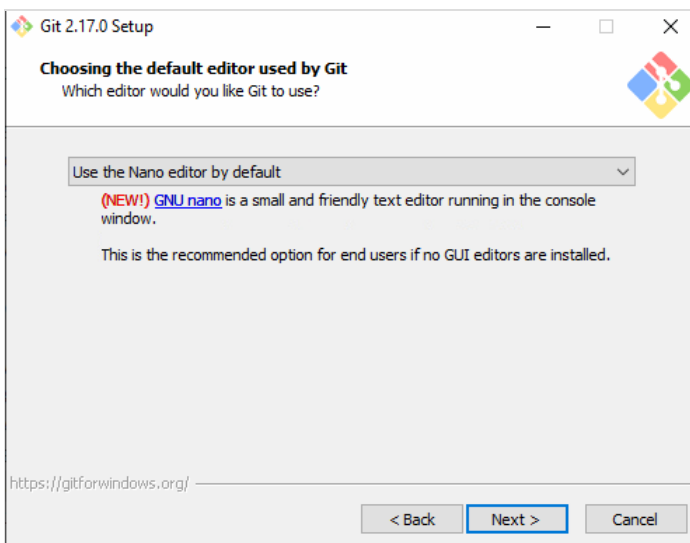 Git 2.17.0 Setup
Choosing the default editor used by Git
Which editor would you like Git to use?
Use the Nano editor by default
(NEW!) GNU nano is a small and friendly text editor running in the console
window.
This is the recommended option for end users if no GUI editors are installed.
https://gitforwindows.org/
< Back Next > Cancel